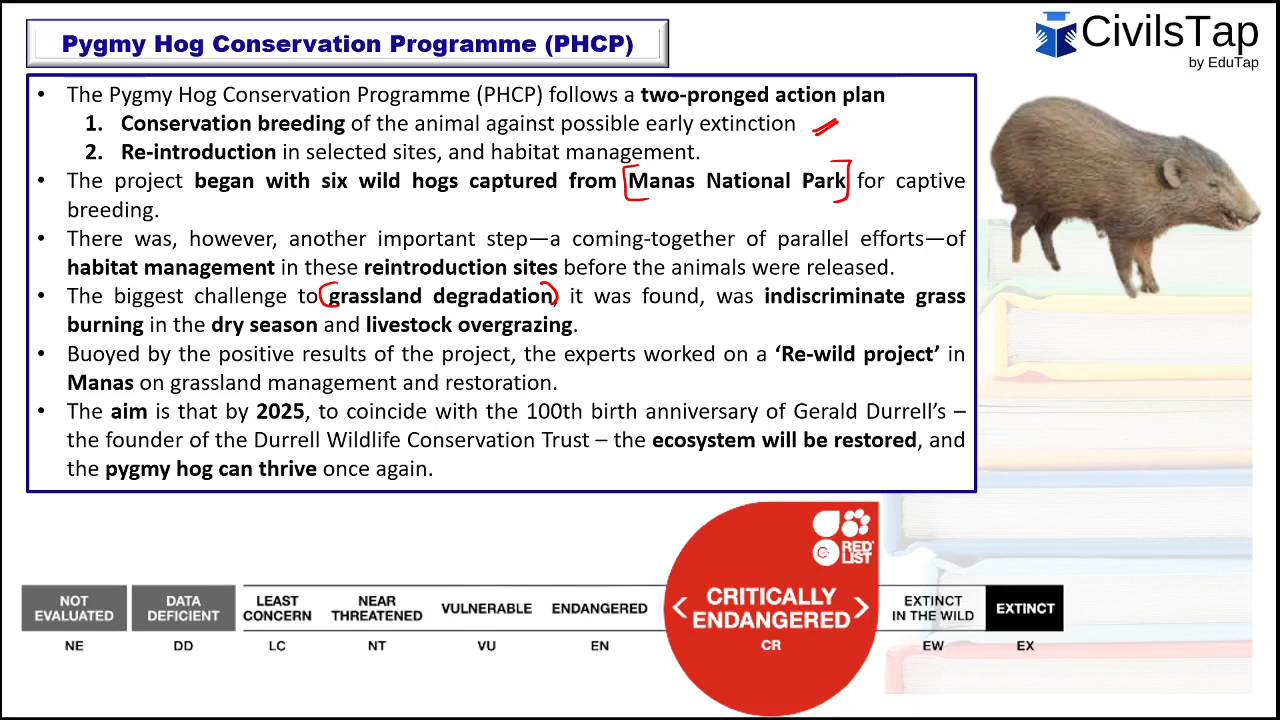 Pygmy Hog Conservation Programme (PHCP)
CivilsTap
by EduTap
• The Pygmy Hog Conservation Programme (PHCP) follows a two-pronged action plan
1. Conservation breeding of the animal against possible early extinction
2. Re-introduction in selected sites, and habitat management.
• The project began with six wild hogs captured from Manas National Park for captive
breeding.
• There was, however, another important step—a coming-together of parallel efforts—of
habitat management in these reintroduction sites before the animals were released.
• The biggest challenge to grassland degradation, it was found, was indiscriminate grass
burning in the dry season and livestock overgrazing.
• Buoyed by the positive results of the project, the experts worked on a ‘Re-wild project’ in
Manas on grassland management and restoration.
• The aim is that by 2025, to coincide with the 100th birth anniversary of Gerald Durrell’s –
the founder of the Durrell Wildlife Conservation Trust – the ecosystem will be restored, and
the pygmy hog can thrive once again.
RED
LIST
NOT
EVALUATED
NE
DATA
DEFICIENT
DD
LEAST
CONCERN
LC
NEAR
THREATENED
NT
VULNERABLE
VU
ENDANGERED
EN
< CRITICALLY
ENDANGERED >
CR
EXTINCT
IN THE WILD
EW
EXTINCT
EX